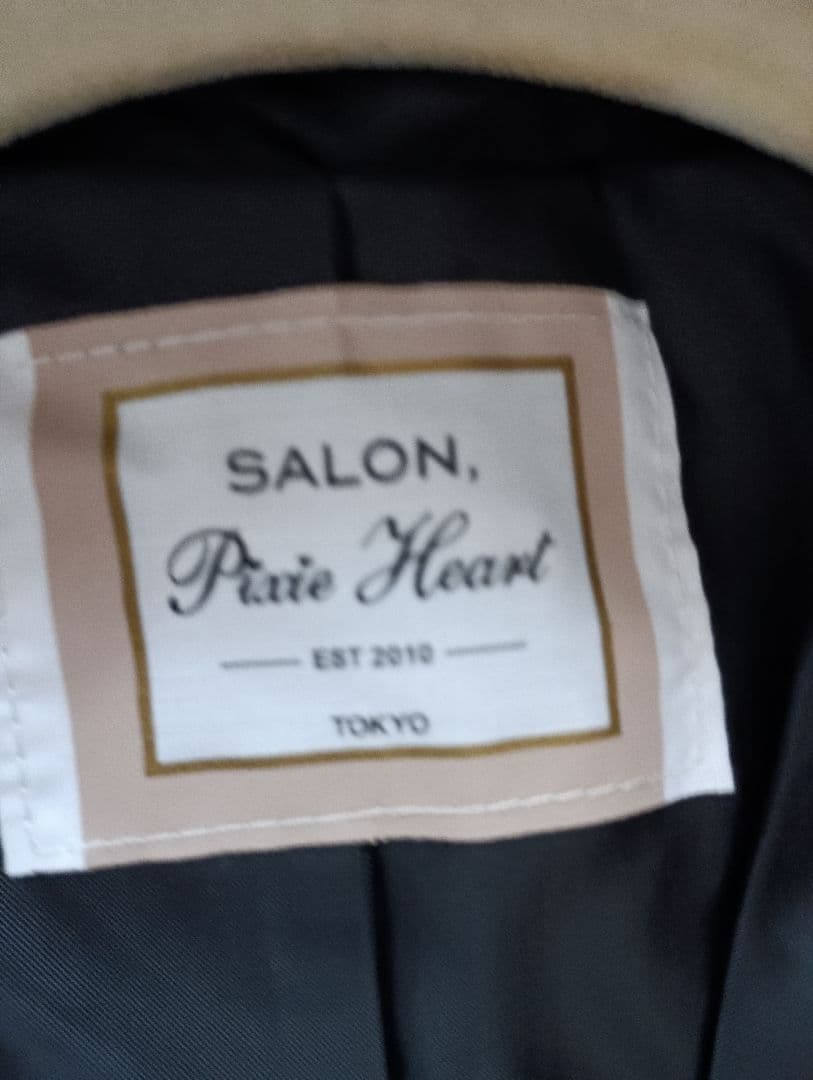 SALON,
Pixie Heart
EST 2010
TOKYO